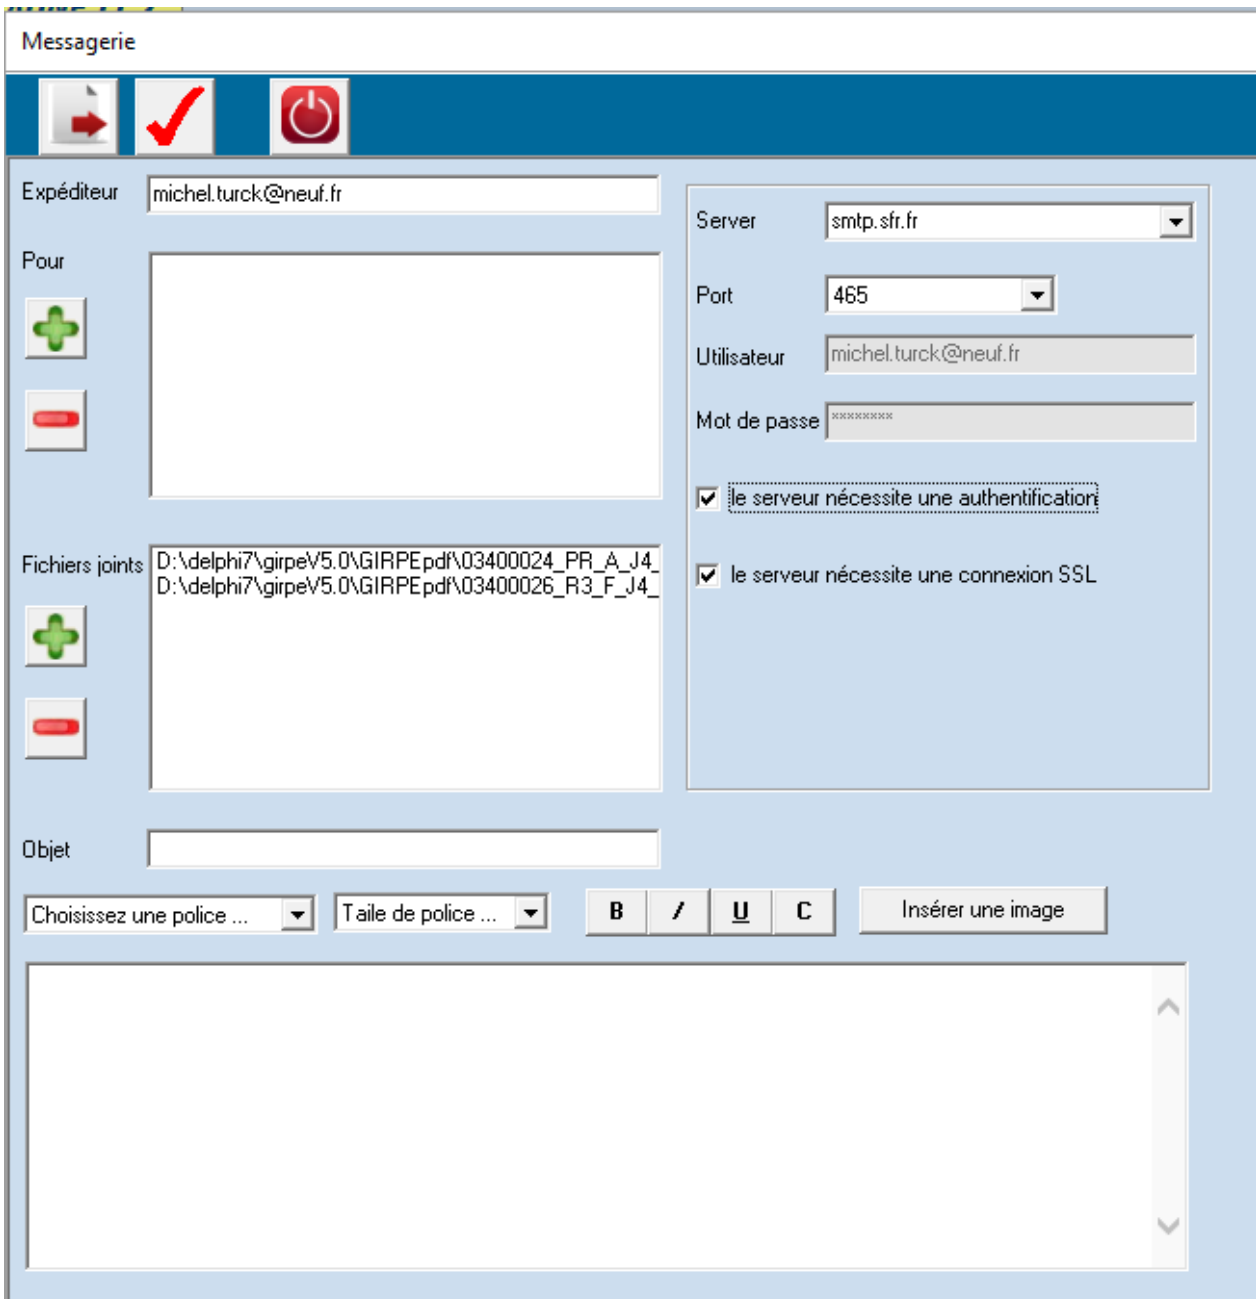 Messagerie
Expéditeur
michel.turck@neuf.fr
Pour
Fichiers joints
D:\delphi7\girpeV5.0\GIRPEpdf\03400024_PR_A_J4_
D:\delphi7\girpeV5.0\GIRPEpdf\03400026_R3_F_J4_
Server
smtp.sfr.fr
Port
465
Utilisateur
michel.turck@neuf.fr
Mot de passe
********
le serveur nécessite une authentification
le serveur nécessite une connexion SSL
Objet
Choisissez une police ...
Taile de police ...
B
I
U
C
Insérer une image